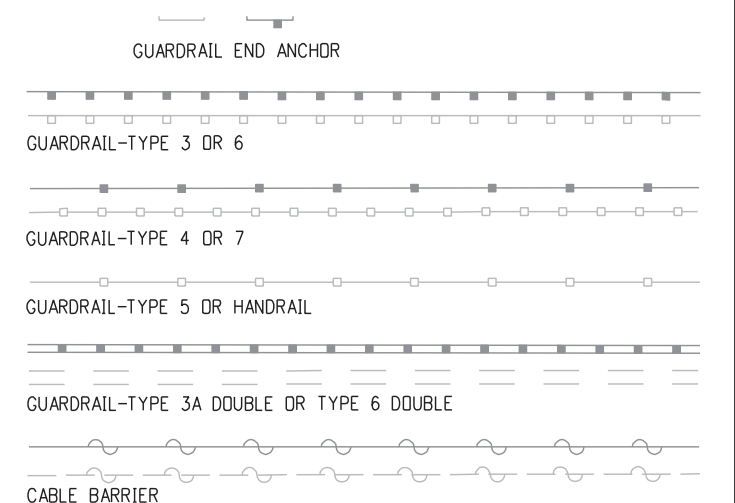 GUARDRAIL END ANCHOR
GUARDRAIL-TYPE 3 OR 6
GUARDRAIL-TYPE 4 OR 7
GUARDRAIL-TYPE 5 OR HANDRAIL
GUARDRAIL-TYPE 3A DOUBLE OR TYPE 6 DOUBLE
CABLE BARRIER